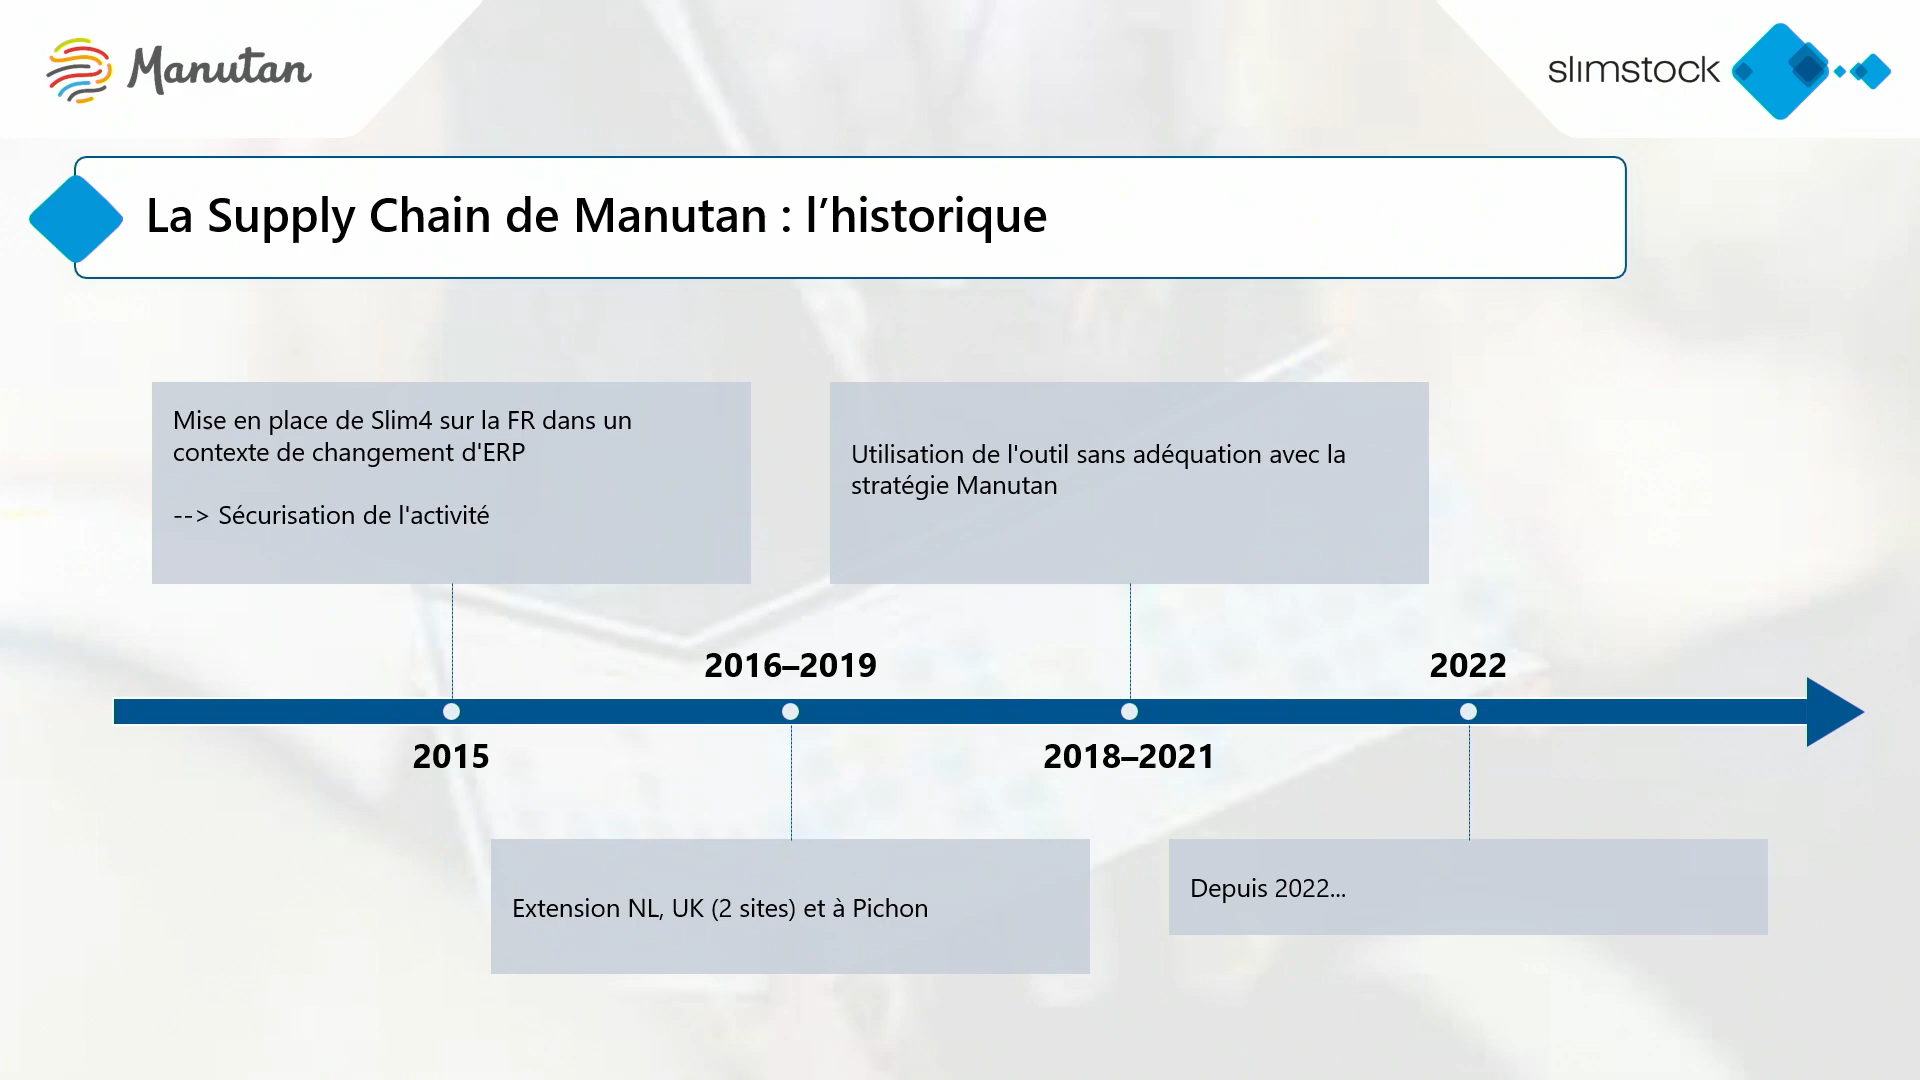 Manutan
slimstock
La Supply Chain de Manutan : l’historique
Mise en place de Slim4 sur la FR dans un
contexte de changement d'ERP
--> Sécurisation de l'activité
Utilisation de l'outil sans adéquation avec la
stratégie Manutan
2016–2019
2022
2015
2018–2021
Extension NL, UK (2 sites) et à Pichon
Depuis 2022...